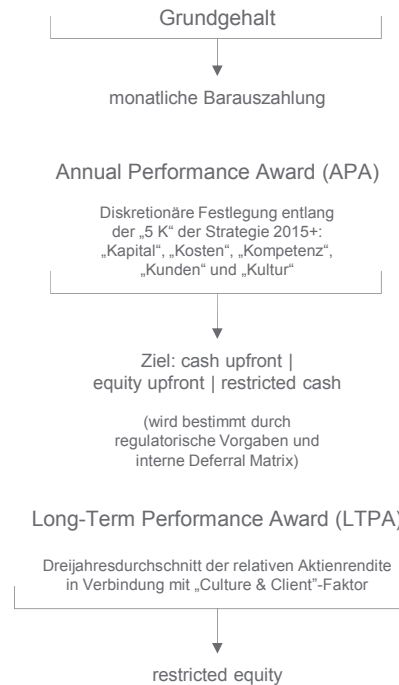 Grundgehalt
monatliche Barauszahlung
Annual Performance Award (APA)
Diskretionäre Festlegung entlang
der „5 K“ der Strategie 2015+:
„Kapital“, „Kosten“, „Kompetenz“,
„Kunden“ und „Kultur“
Ziel: cash upfront |
equity upfront | restricted cash
(wird bestimmt durch
regulatorische Vorgaben und
interne Deferral Matrix)
Long-Term Performance Award (LTPA)
Dreijahresdurchschnitt der relativen Aktienrendite
in Verbindung mit „Culture & Client”-Faktor
restricted equity